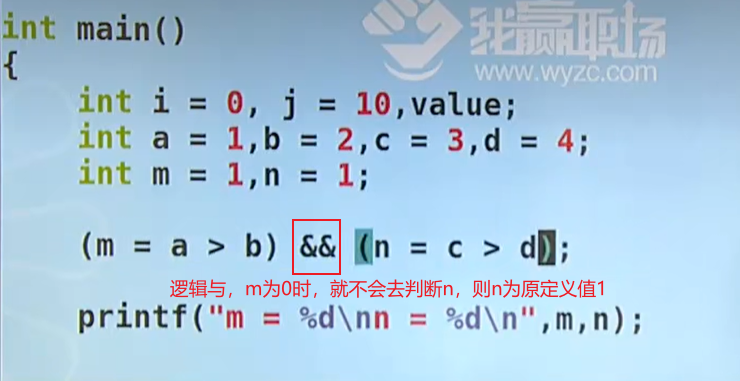 我赢职场
www.wyzc.com
int main()
{
int i = 0, j = 10,value;
int a = 1,b = 2,c = 3,d = 4;
int m = 1,n = 1;
(m = a > b) && (n = c > d);
逻辑与，m为0时，就不会去判断n，则n为原定义值1
printf("m = %d\nn = %d\n",m,n);